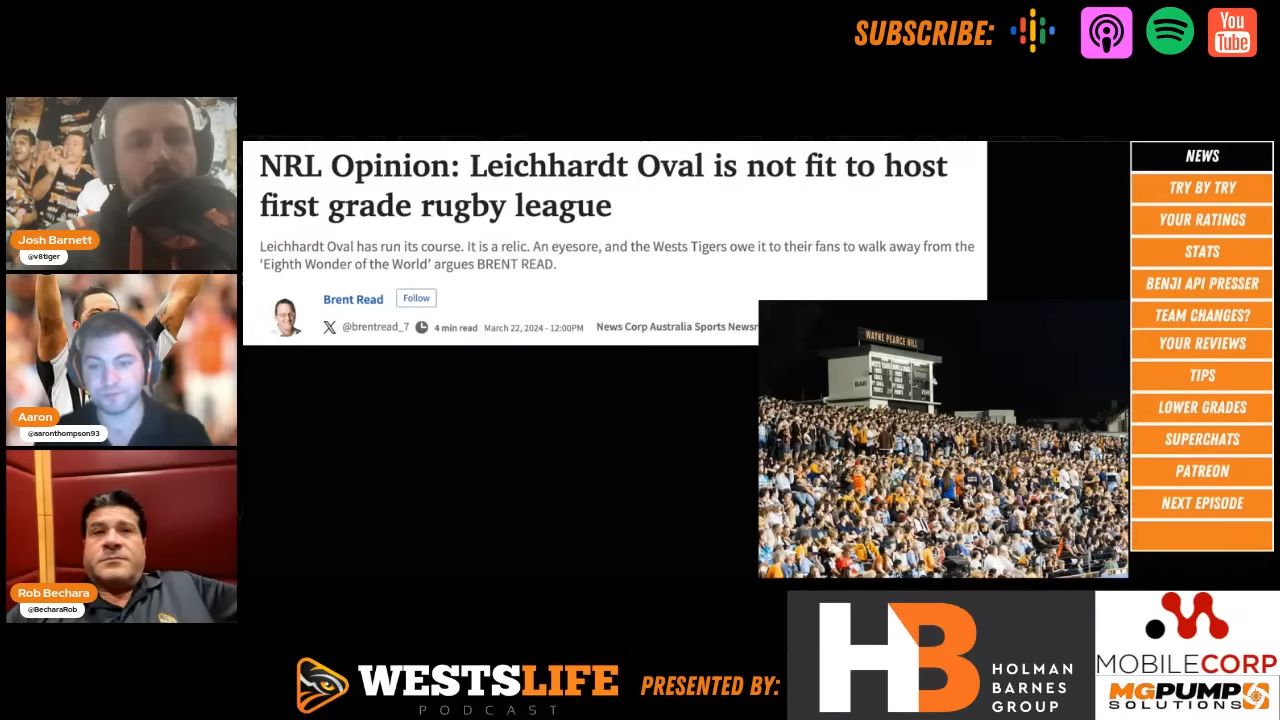 SUBSCRIBE:
You
Tube
NRL Opinion: Leichhardt Oval is not fit to host
first grade rugby league
Leichhardt Oval has run its course. It is a relic. An eyesore, and the Wests Tigers owe it to their fans to walk away from the
‘Eighth Wonder of the World’ argues BRENT READ.
Brent Read
Follow
@brentread_7
4 min read
March 22, 2024 - 12:00PM
News Corp Australia Sports
Josh Barnett
@v8tiger
Aaron
@aaronthompson93
Rob Bechara
@BecharaRob
WAYNE PEARCE HILL
BAR
NEWS
TRY BY TRY
YOUR RATINGS
STATS
BENJI API PRESSER
TEAM CHANGES?
YOUR REVIEWS
TIPS
LOWER GRADES
SUPERCHATS
PATREON
NEXT EPISODE
WESTSLIFE
PODCAST
PRESENTED BY:
HB
HOLMAN
BARNES
GROUP
MOBILECORP
MGPUMP
SOLUTIONS